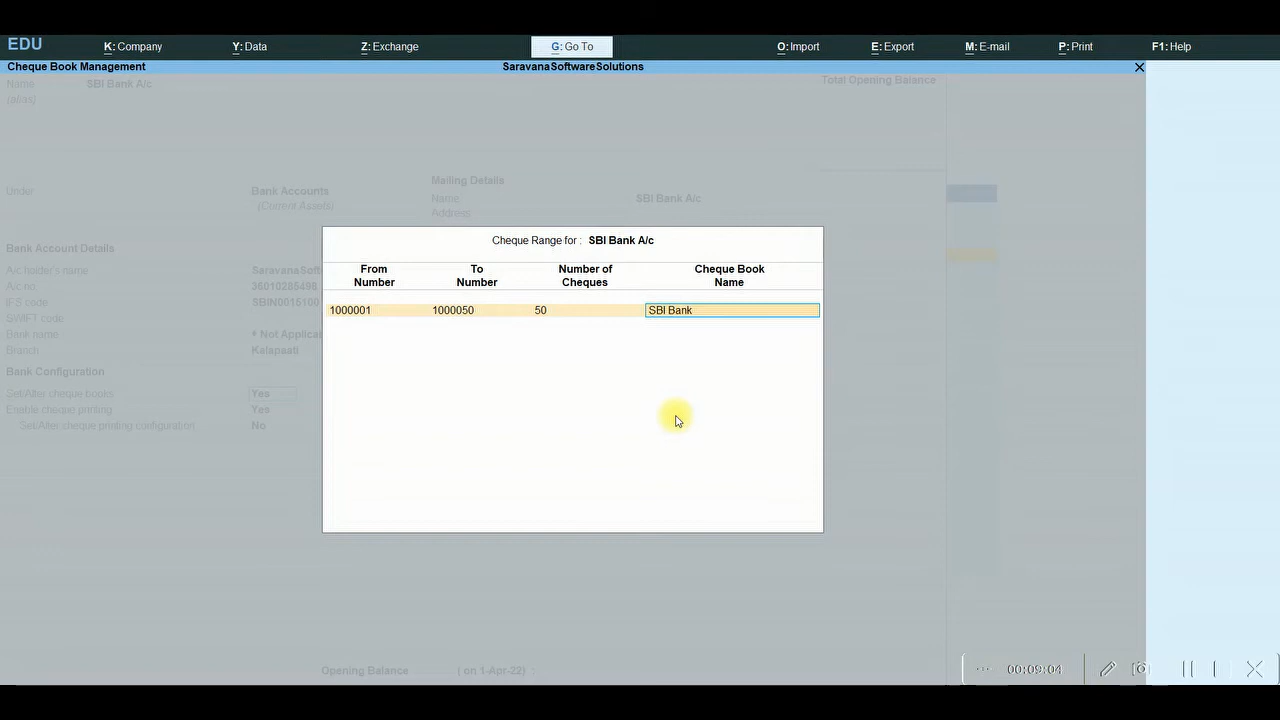 EDU K: Company Y: Data Z: Exchange G: Go To O: Import E: Export M: E-mail P: Print F1: Help
Cheque Book Management SaravanaSoftwareSolutions
Name SBI Bank A/c Total Opening Balance
(alias)
Mailing Details
Under Bank Accounts Name SBI Bank A/c
(Current Assets) Address
Cheque Range for : SBI Bank A/c
From To Number of Cheque Book
Number Number Cheques Name
1000001 1000050 50 SBI Bank
Bank Account Details
A/c holder's name SaravanaSoft
A/c no. 36010285498
IFS code SBIN0015100
SWIFT code
Bank name ♦ Not Applica
Branch Kalapaati
Bank Configuration
Set/Alter cheque books Yes
Enable cheque printing Yes
Set/Alter cheque printing configuration No
Opening Balance ( on 1-Apr-22) :
00:09:04